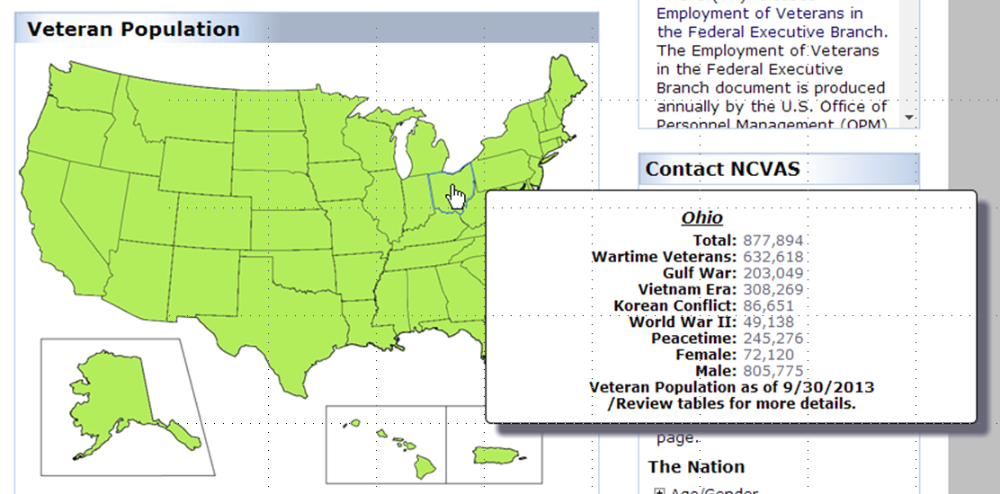 Veteran Population
Employment of Veterans in
the Federal Executive Branch.
The Employment of Veterans
in the Federal Executive
Branch document is produced
annually by the U.S. Office of
Personnel Management (OPM)
Contact NCVAS
Ohio
Total: 877,894
Wartime Veterans: 632,618
Gulf War: 203,049
Vietnam Era: 308,269
Korean Conflict: 86,651
World War II: 49,138
Peacetime: 245,276
Female: 72,120
Male: 805,775
Veteran Population as of 9/30/2013
/Review tables for more details.
page.
The Nation
Age/Gender